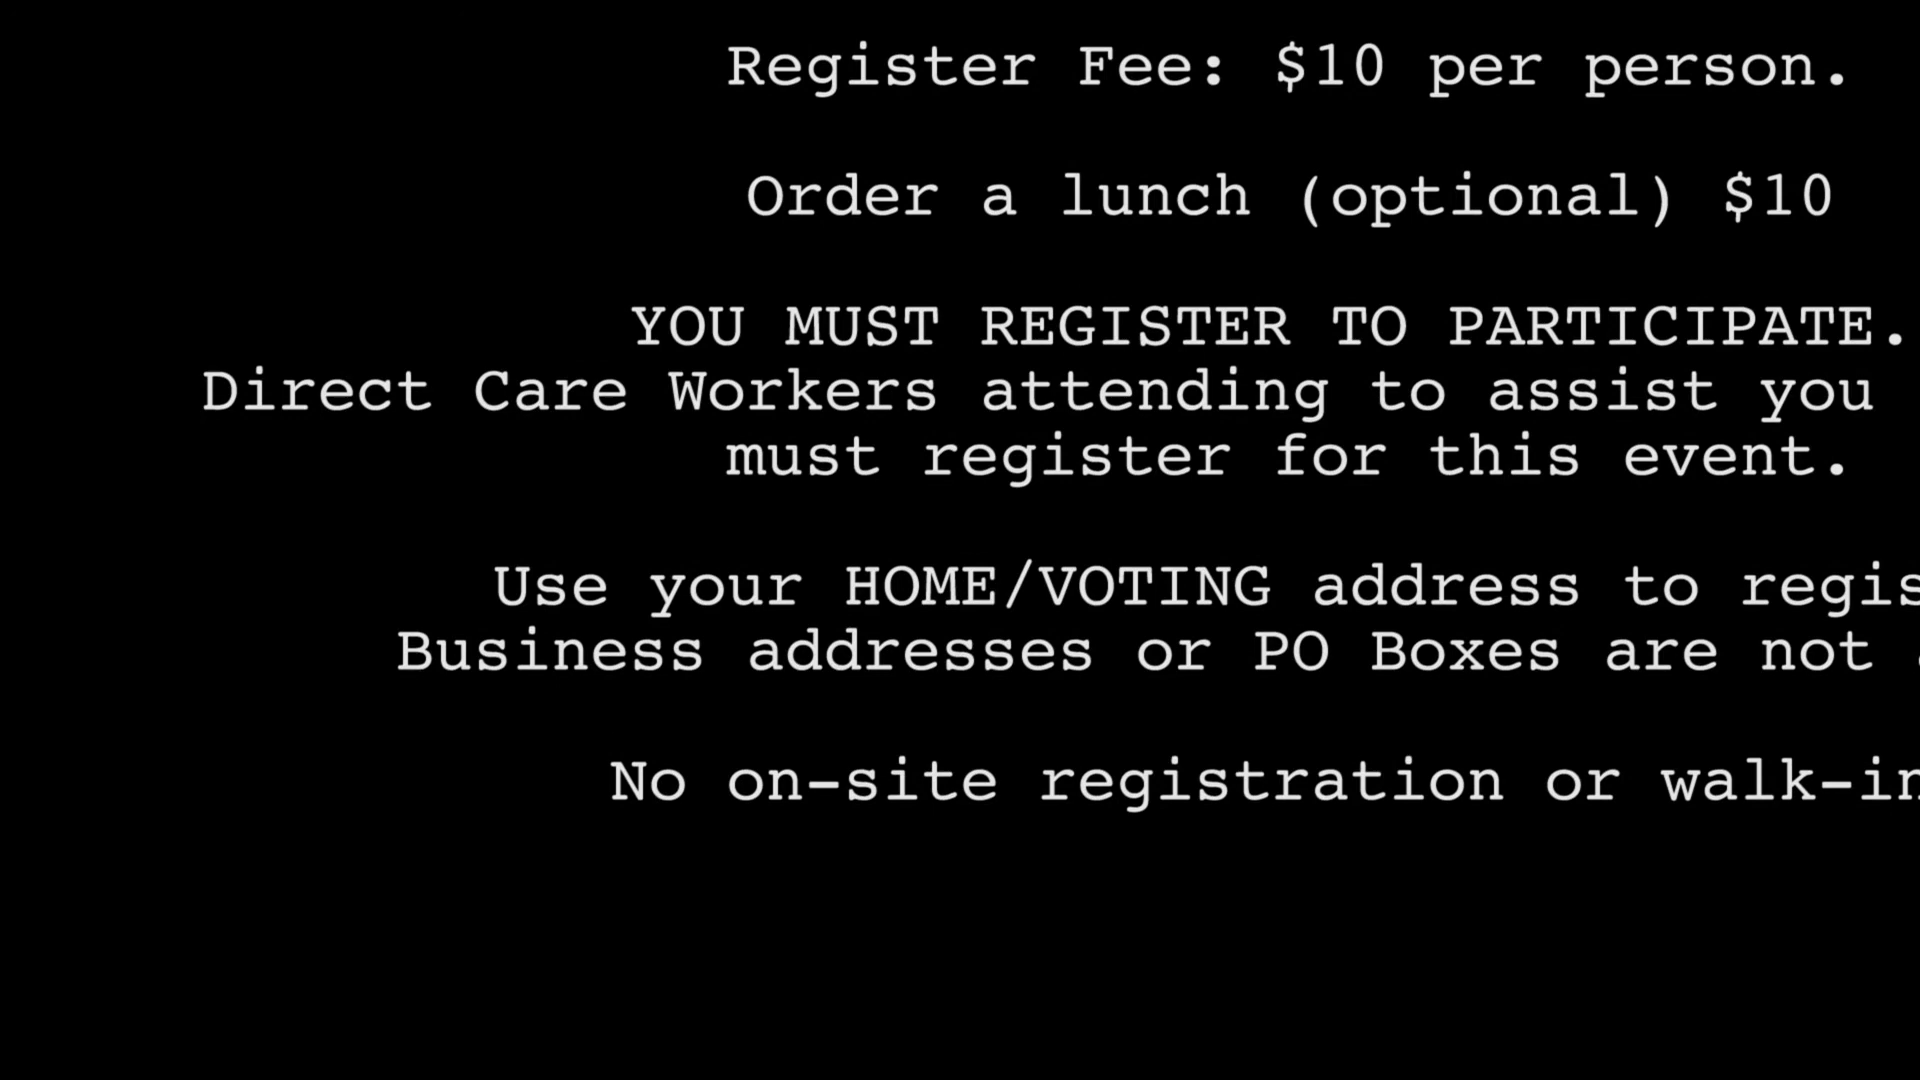 Register Fee: $10 per person.
Order a lunch (optional) $10
YOU MUST REGISTER TO PARTICIPATE.
Direct Care Workers attending to assist you
must register for this event.
Use your HOME/VOTING address to
Business addresses or PO Boxes are not
No on-site registration or